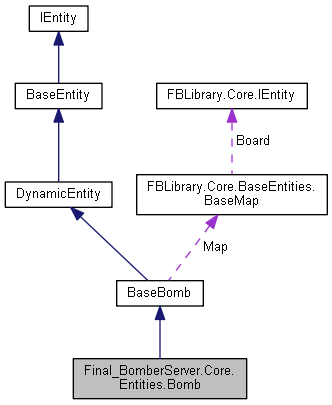 IEntity
BaseEntity
FBLibrary.Core.IEntity
Board
DynamicEntity
FBLibrary.Core.BaseEntities.
BaseMap
Map
BaseBomb
Final_BomberServer.Core.
Entities.Bomb